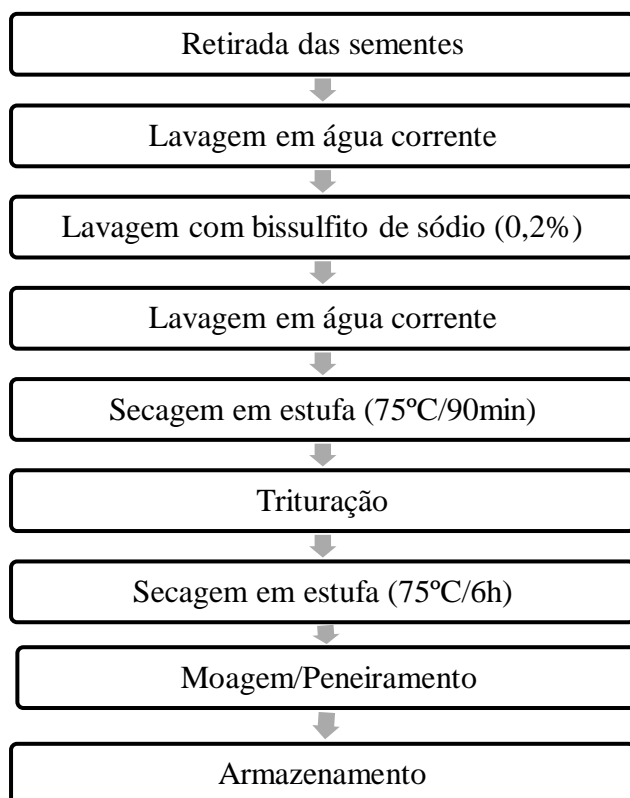 Retirada das sementes
Lavagem em água corrente
Lavagem com bissulfito de sódio (0,2%)
Lavagem em água corrente
Secagem em estufa (75ºC/90min)
Trituração
Secagem em estufa (75ºC/6h)
Moagem/Peneiramento
Armazenamento